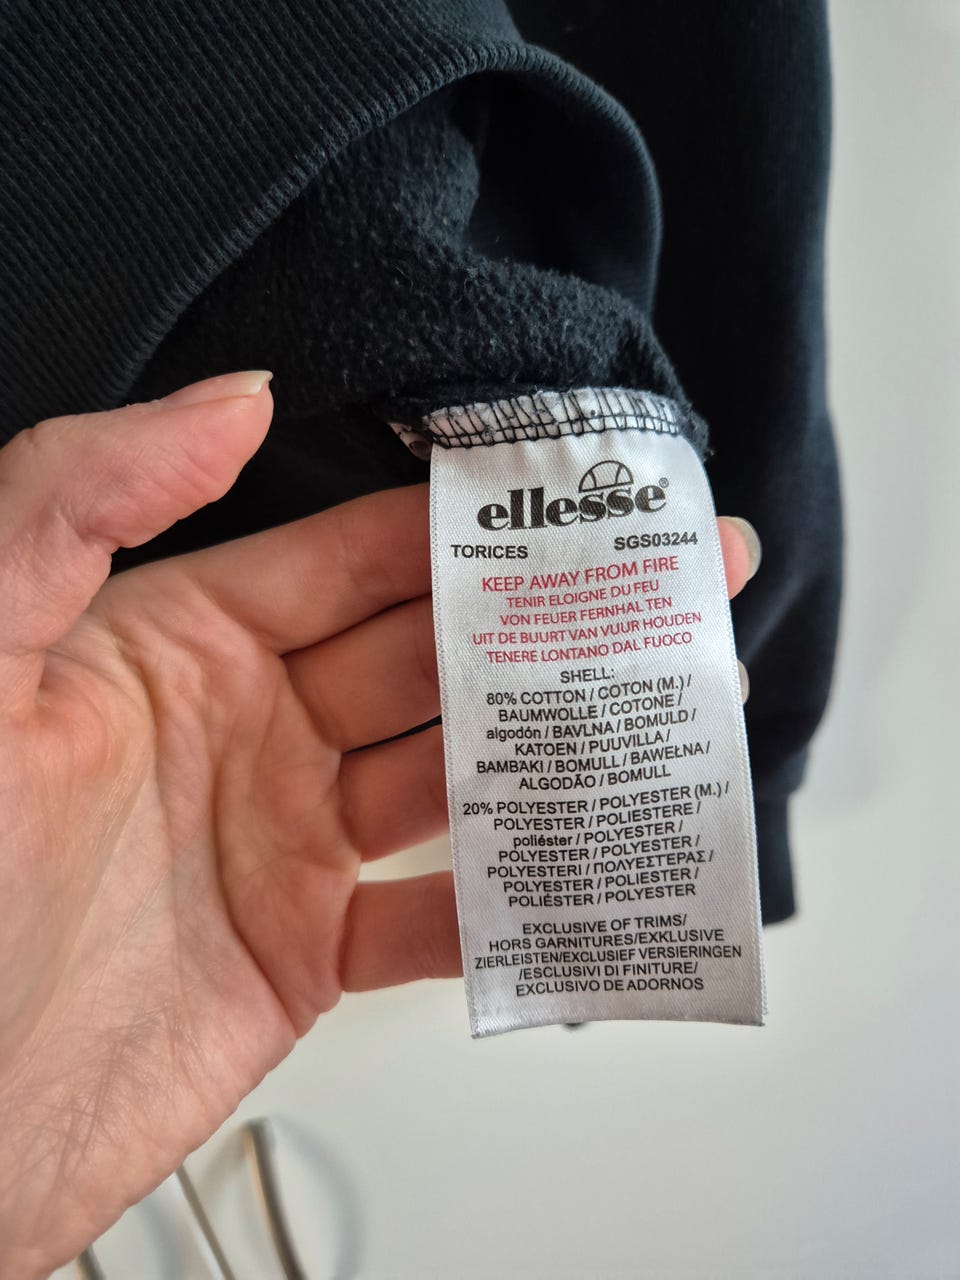 ellesse®
TORICES SGS03244
KEEP AWAY FROM FIRE
TENIR ELOIGNE DU FEU
VON FEUER FERNHAL TEN
UIT DE BUURT VAN VUUR HOUDEN
TENERE LONTANO DAL FUOCO
SHELL:
80% COTTON / COTON (M.) /
BAUMWOLLE / COTONE /
algodón / BAVLNA / BOMULD /
KATOEN / PUUVILLA /
BAMBAKI / BOMULL / BAWEŁNA /
ALGODÃO / BOMULL
20% POLYESTER / POLYESTER (M.) /
POLYESTER / POLIESTERE /
poliéster / POLYESTER /
POLYESTER / POLYESTER /
POLYESTERI / ΠΟΛΥΕΣΤΕΡΑΣ /
POLYESTER / POLIESTER /
POLIÉSTER / POLYESTER
EXCLUSIVE OF TRIMS/
HORS GARNITURES/EXKLUSIVE
ZIERLEISTEN/EXCLUSIEF VERSIERINGEN
/ESCLUSIVI DI FINITURE/
EXCLUSIVO DE ADORNOS